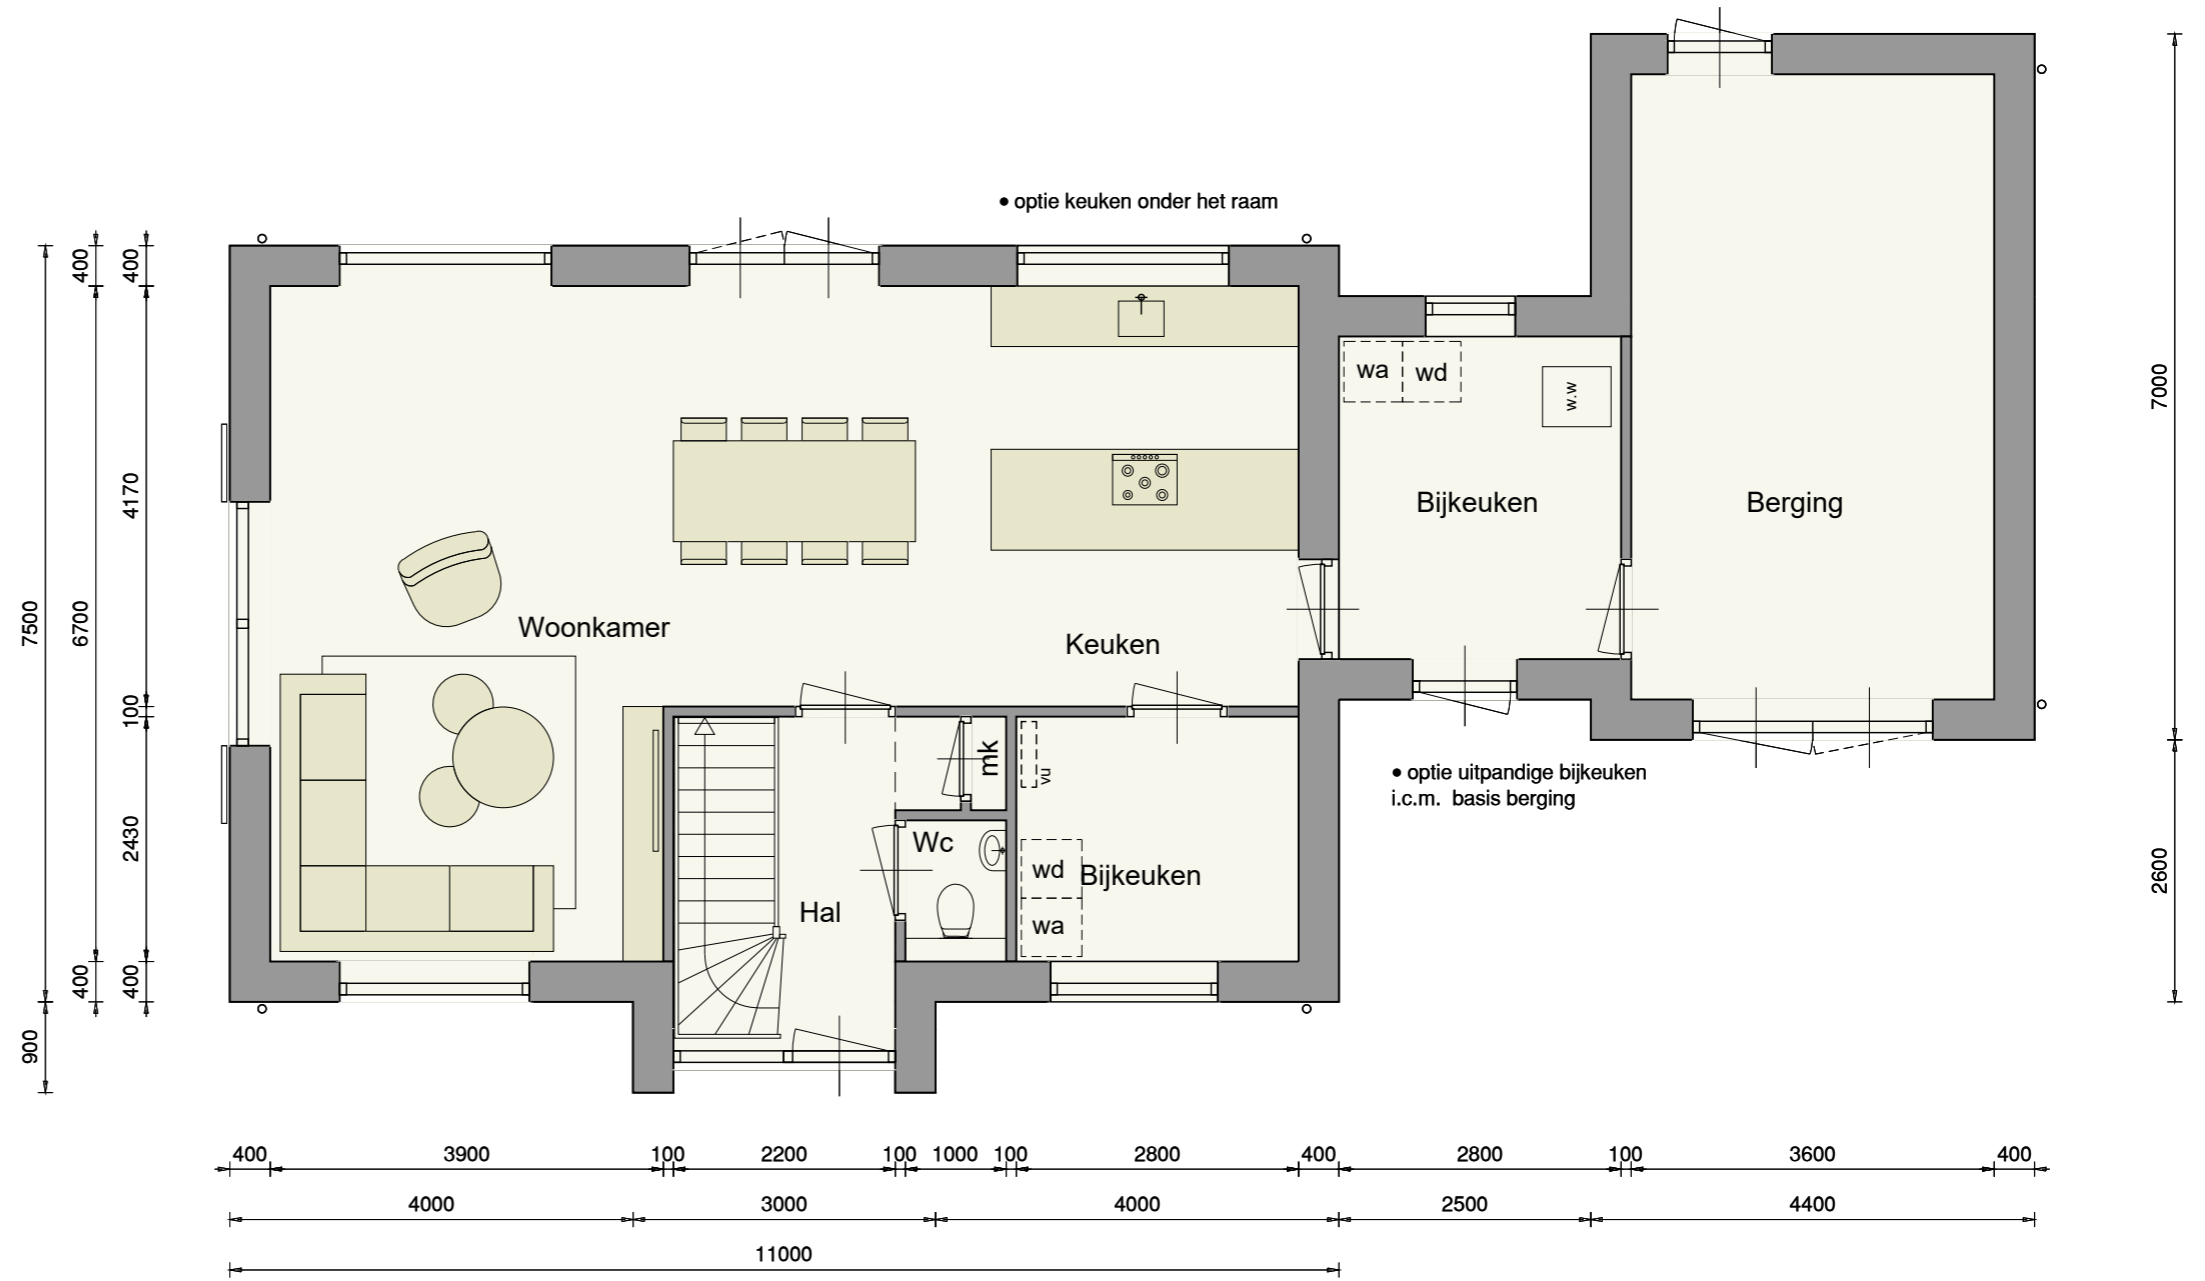 • optie keuken onder het raam
400
400
7500
6700
4170
100
2430
400
400
900
wa
wd
w.w
Bijkeuken
Berging
7000
2600
Woonkamer
Keuken
mk
vu
Wc
wd
Bijkeuken
wa
Hal
• optie uitpandige bijkeuken
i.c.m. basis berging
400 3900 100 2200 100 1000 100 2800 400 2800 100 3600 400
4000 3000 4000 2500 4400
11000